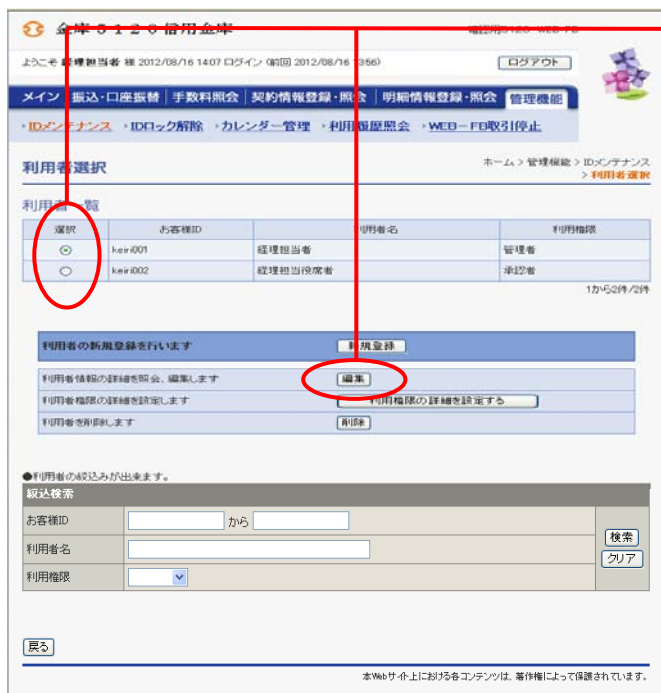 金庫5120信用金庫
ようこそ 経理担当者 様 2012/08/16 1407 ログイン (前回 2012/08/16 1356)
ログアウト
メイン 振込・口座振替 手数料照会 契約情報登録・照会 明細情報登録・照会 管理機能
・IDメンテナンス ・IDロック解除 ・カレンダー管理 ・利用履歴照会 ・WEB－FB取引停止
利用者選択
ホーム > 管理機能 > IDメンテナンス
> 利用者選択
利用者一覧
選択 お客様ID 利用者名 利用権限
keiri001 経理担当者 管理者
keiri002 経理担当役席者 承認者
1から2件/2件
利用者の新規登録を行います 新規登録
利用者情報の詳細を照会、編集します 編集
利用者権限の詳細を設定します 利用権限の詳細を設定する
利用者を削除します 削除
●利用者の絞込みが出来ます。
絞込検索
お客様ID から
利用者名
利用権限
検索
クリア
戻る
本Webサイト上における各コンテンツは、著作権によって保護されています。